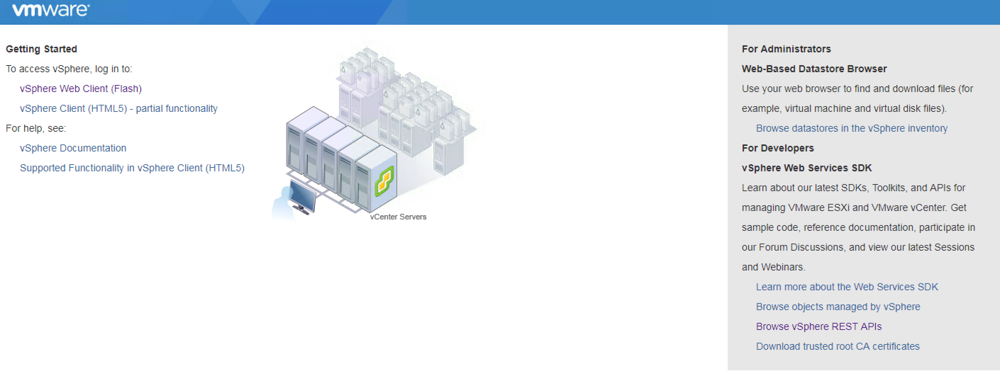 vmware
Getting Started
To access vSphere, log in to:
vSphere Web Client (Flash)
vSphere Client (HTML5) - partial functionality
For help, see:
vSphere Documentation
Supported Functionality in vSphere Client (HTML5)
vCenter Servers
For Administrators
Web-Based Datastore Browser
Use your web browser to find and download files (for
example, virtual machine and virtual disk files).
Browse datastores in the vSphere inventory
For Developers
vSphere Web Services SDK
Learn about our latest SDKs, Toolkits, and APIs for
managing VMware ESXi and VMware vCenter. Get
sample code, reference documentation, participate in
our Forum Discussions, and view our latest Sessions
and Webinars.
Learn more about the Web Services SDK
Browse objects managed by vSphere
Browse vSphere REST APIs
Download trusted root CA certificates